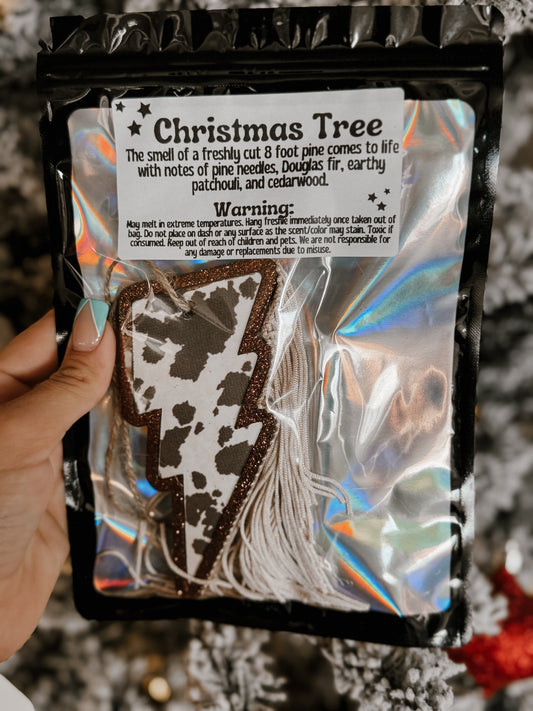 Christmas Tree
The smell of a freshly cut 8 foot pine comes to life
with notes of pine needles, Douglas fir, earthy
patchouli, and cedarwood.
Warning:
May melt in extreme temperatures. Hang freshie immediately once taken out of
bag. Do not place on dash or any surface as the scent/color may stain. Toxic if
consumed. Keep out of reach of children and pets. We are not responsible for
any damage or replacements due to misuse.